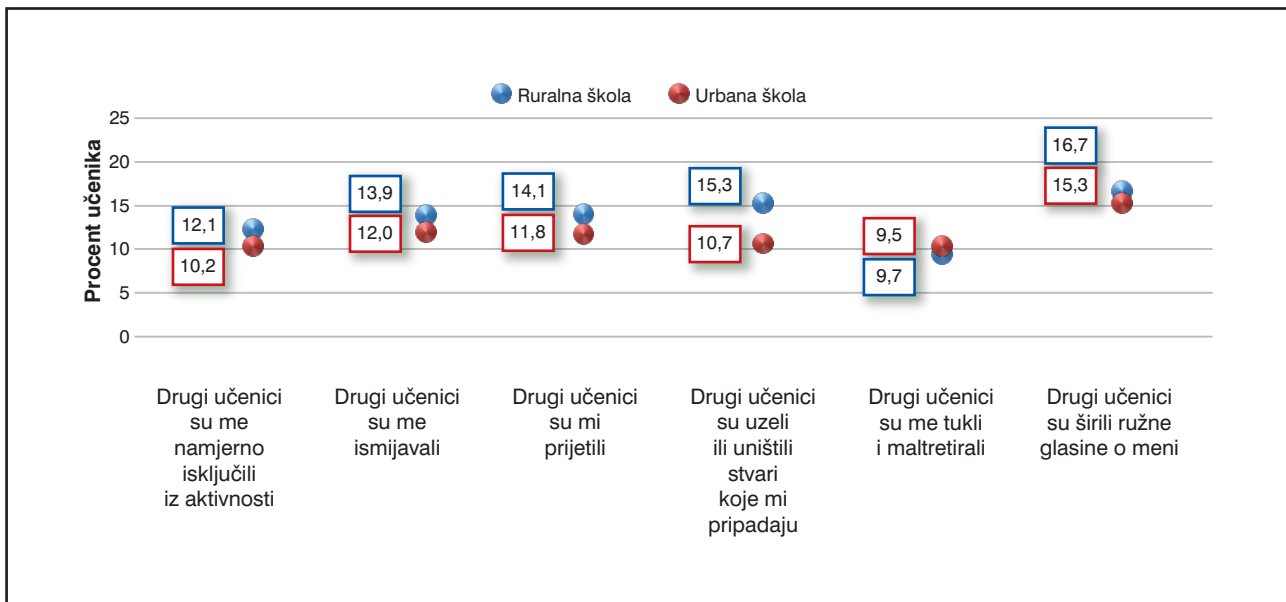 Ruralna škola Urbana škola
Procent učenika
25
20
15
10
5
0
12,1
10,2
13,9
12,0
14,1
11,8
15,3
10,7
9,5
9,7
16,7
15,3
Drugi učenici
su me
namjerno
isključili
iz aktivnosti
Drugi učenici
su me
ismijavali
Drugi učenici
su mi
prijetili
Drugi učenici
su uzeli
ili uništili
stvari
koje mi
pripadaju
Drugi učenici
su me tukli
i maltretirali
Drugi učenici
su širili ružne
glasine o meni